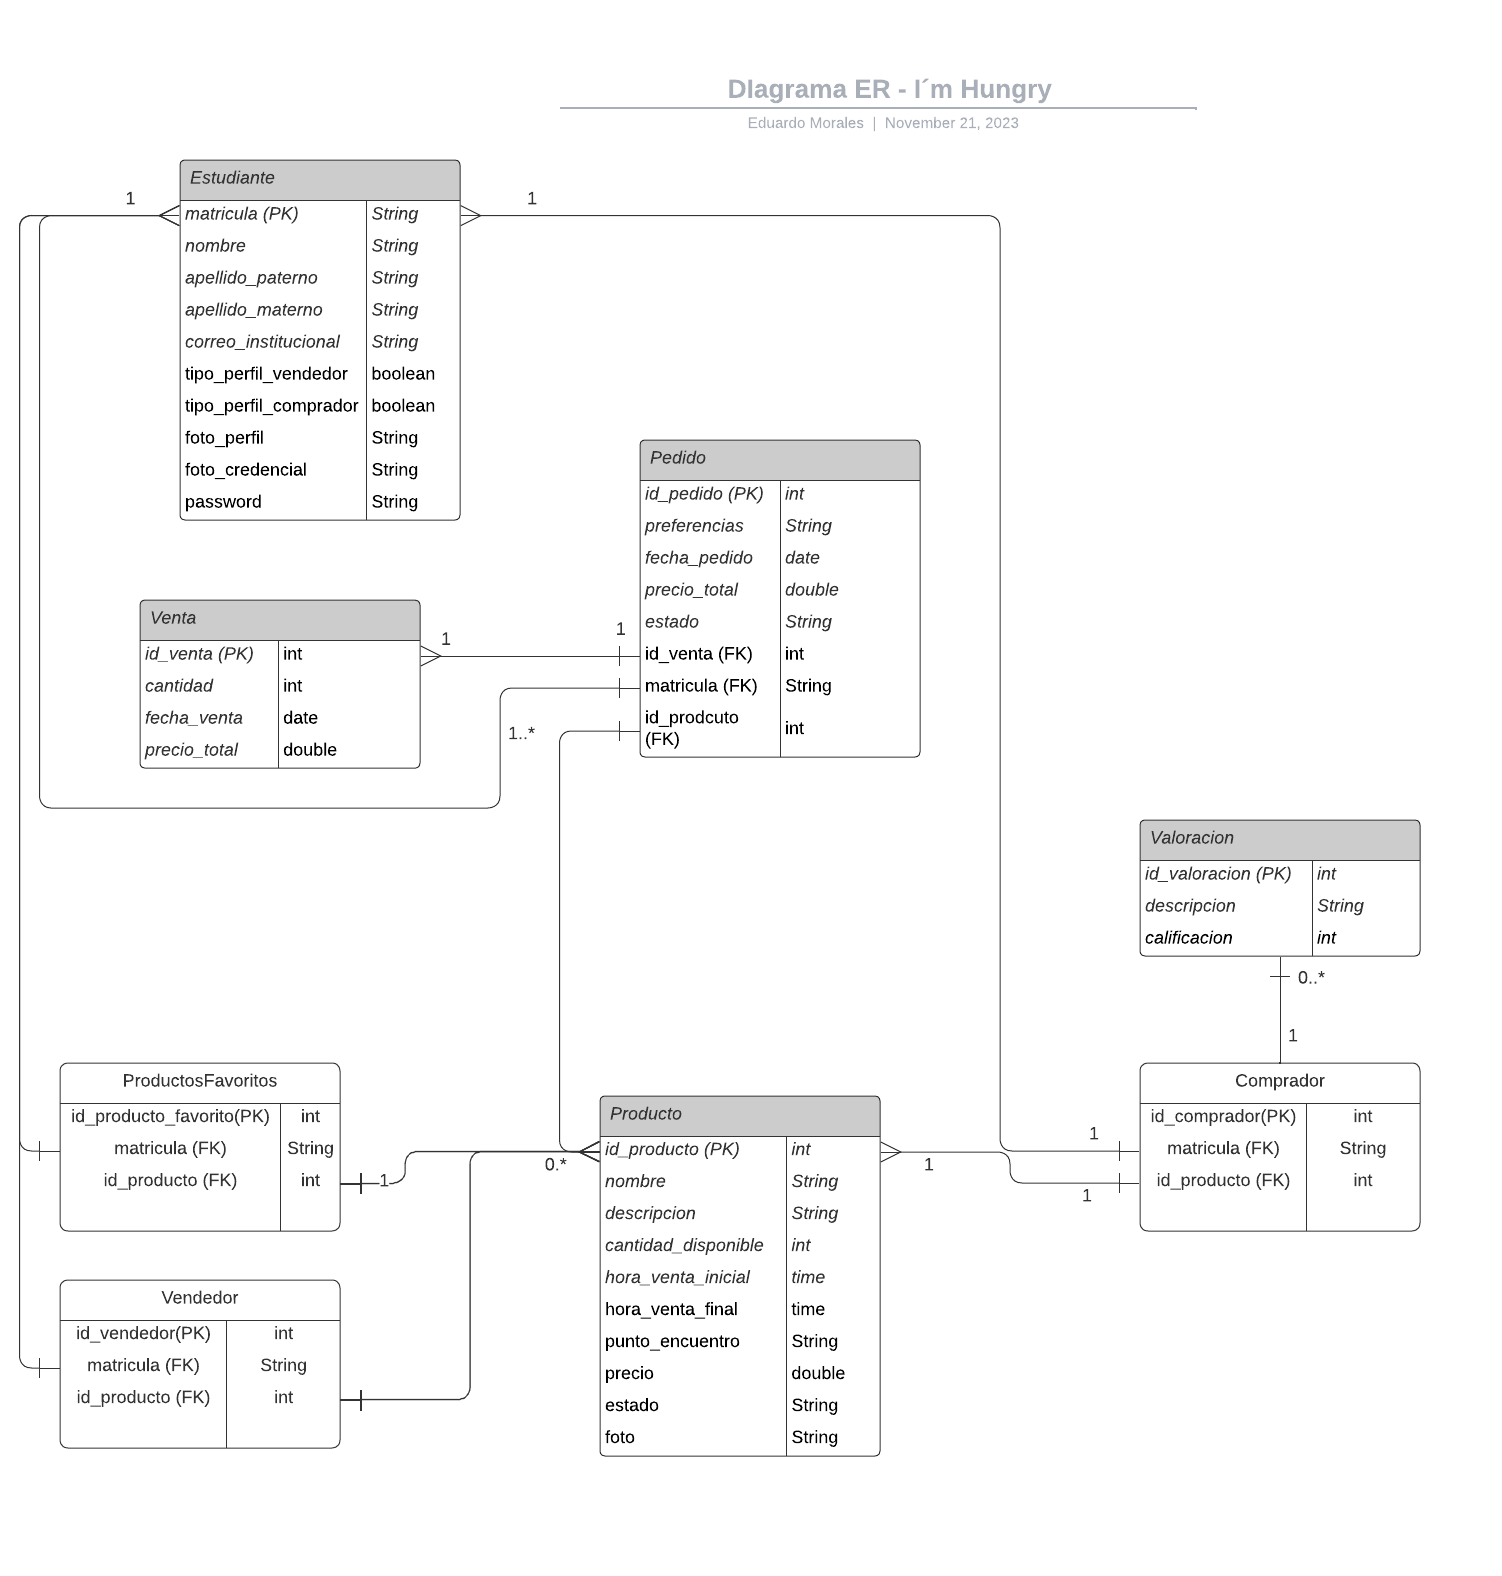 DIagrama ER - I´m Hungry
Eduardo Morales | November 21, 2023
Estudiante
1
1
matricula (PK) String
nombre String
apellido_paterno String
apellido_materno String
correo_institucional String
tipo_perfil_vendedor boolean
tipo_perfil_comprador boolean
foto_perfil String
foto_credencial String
password String
Pedido
id_pedido (PK) int
preferencias String
fecha_pedido date
precio_total double
estado String
id_venta (FK) int
matricula (FK) String
id_prodcuto
(FK) int
Venta
1
1
id_venta (PK) int
cantidad int
fecha_venta date
precio_total double
1..*
Valoracion
id_valoracion (PK) int
descripcion String
calificacion int
0..*
1
ProductosFavoritos
id_producto_favorito(PK) int
matricula (FK) String
id_producto (FK) int
1
0.*
Producto
id_producto (PK) int
nombre String
descripcion String
cantidad_disponible int
hora_venta_inicial time
hora_venta_final time
punto_encuentro String
precio double
estado String
foto String
1
1
1
Comprador
id_comprador(PK) int
matricula (FK) String
id_producto (FK) int
Vendedor
id_vendedor(PK) int
matricula (FK) String
id_producto (FK) int